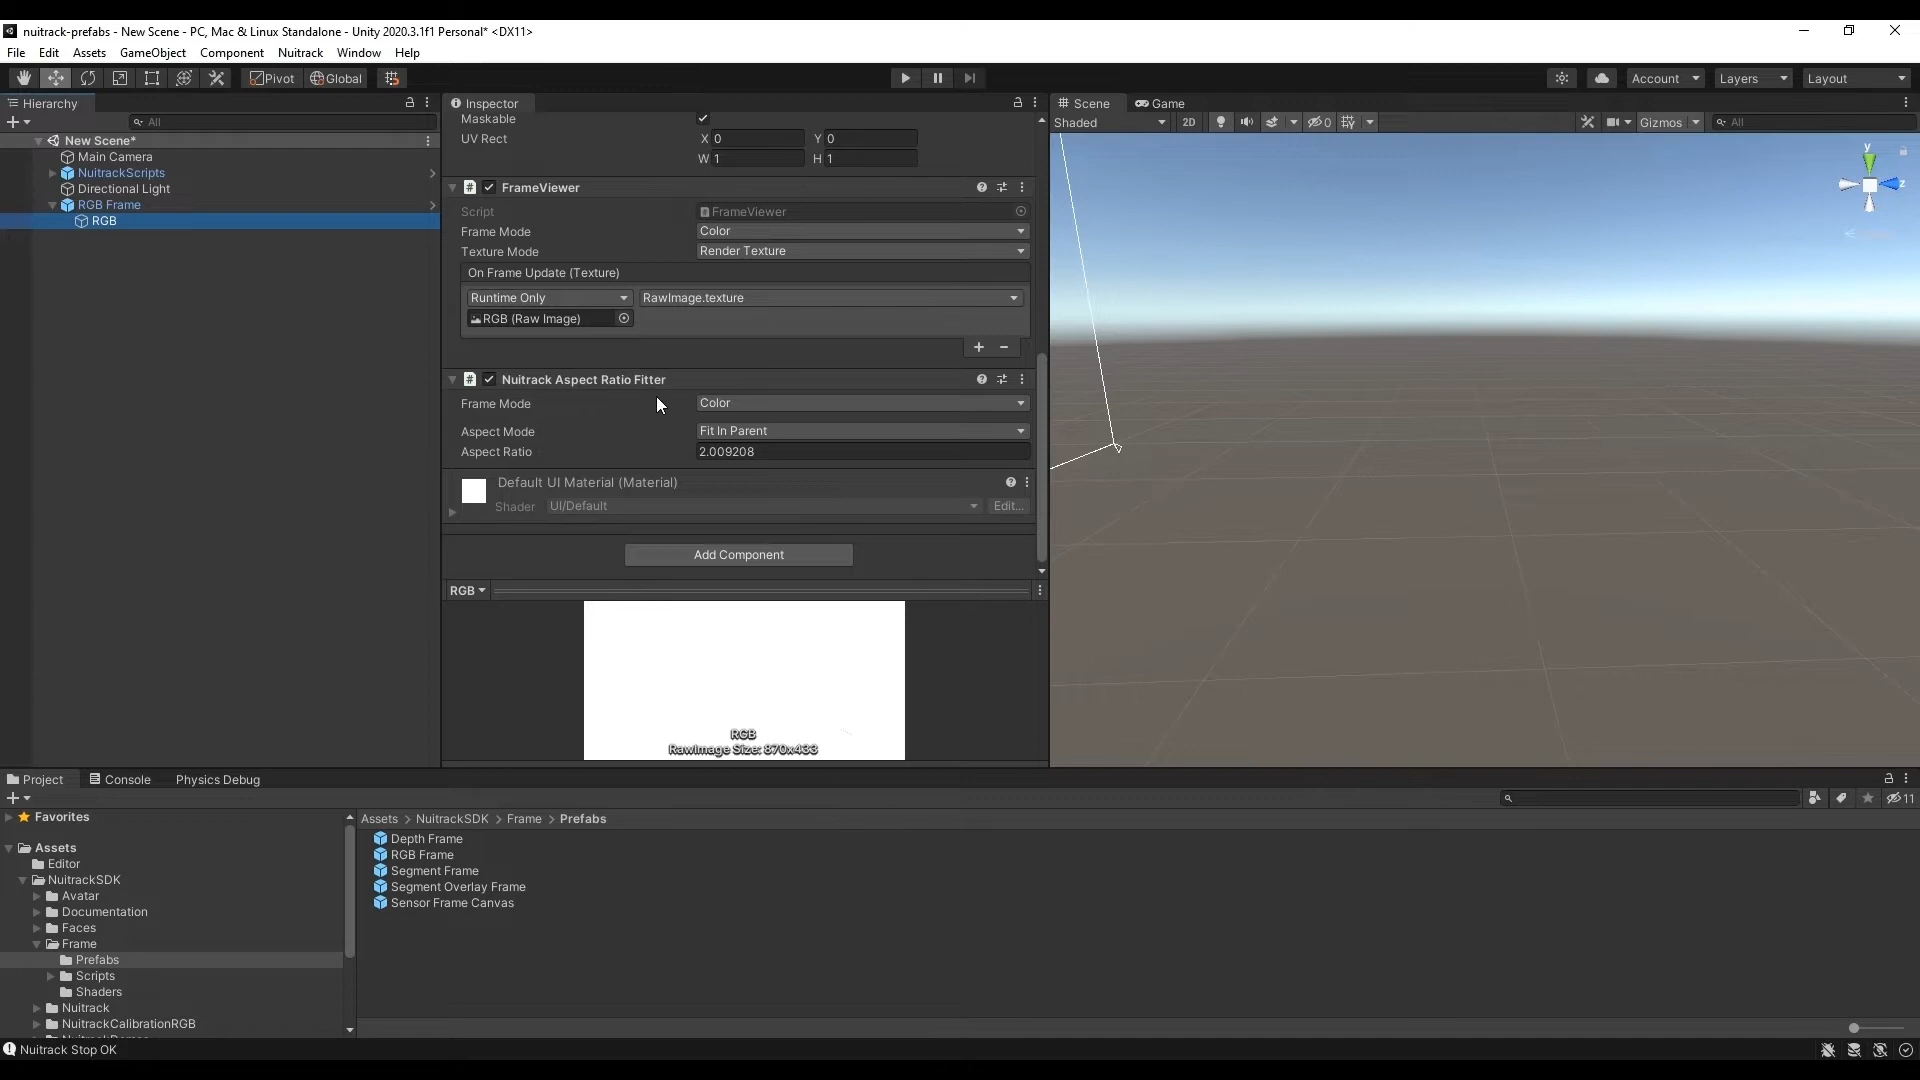 nuitrack-prefabs - New Scene - PC, Mac & Linux Standalone - Unity 2020.3.1f1 Personal* <DX11>
File Edit Assets GameObject Component Nuitrack Window Help
Pivot Global Account Layers Layout
Hierarchy
All
New Scene*
Main Camera
NuitrackScripts
Directional Light
RGB Frame
RGB
Inspector
Maskable
UV Rect X 0 Y 0
W 1 H 1
FrameViewer
Script FrameViewer
Frame Mode Color
Texture Mode Render Texture
On Frame Update (Texture)
Runtime Only RawImage.texture
RGB (Raw Image)
Nuitrack Aspect Ratio Fitter
Frame Mode Color
Aspect Mode Fit In Parent
Aspect Ratio 2.009208
Default UI Material (Material)
Shader UI/Default Edit...
Add Component
RGB
RGB
RawImage Size: 870x433
Scene Game
Shaded 2D 0 Gizmos All
y
z
Project Console Physics Debug
11
Favorites
Assets
Editor
NuitrackSDK
Avatar
Documentation
Faces
Frame
Prefabs
Scripts
Shaders
Nuitrack
NuitrackCalibrationRGB
Assets > NuitrackSDK > Frame > Prefabs
Depth Frame
RGB Frame
Segment Frame
Segment Overlay Frame
Sensor Frame Canvas
Nuitrack Stop OK